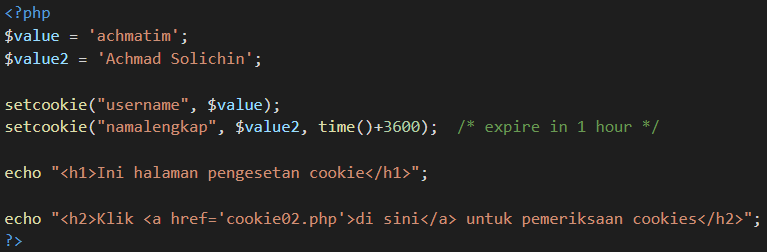 <?php
$value = 'achmatim';
$value2 = 'Achmad Solichin';
setcookie("username", $value);
setcookie("namalengkap", $value2, time()+3600);  /* expire in 1 hour */
echo "<h1>Ini halaman pengesetan cookie</h1>";
echo "<h2>Klik <a href='cookie02.php'>di sini</a> untuk pemeriksaan cookies</h2>";
?>